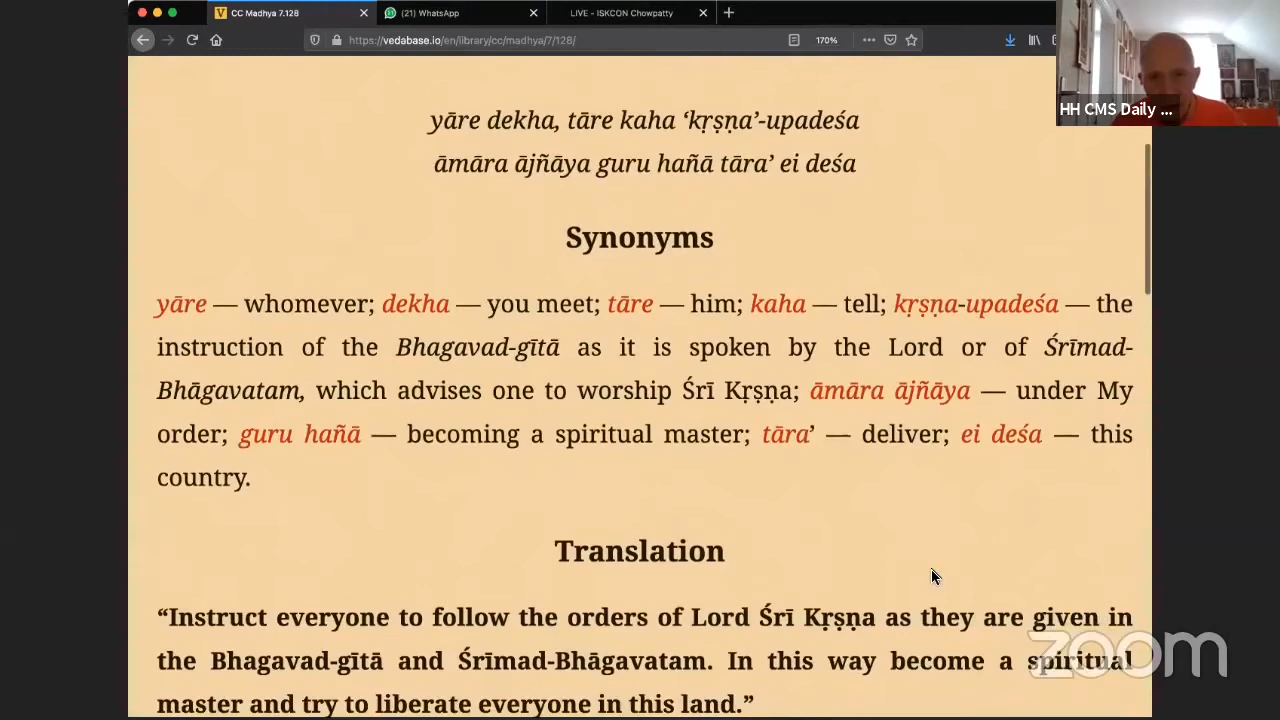 CC Madhya 7.128
(21) WhatsApp
LIVE - ISKCON Chowpatty
https://vedabase.io/en/library/cc/madhya/7/128/
170%
HH CMS Daily ...
yāre dekha, tāre kaha ‘kṛṣṇa’-upadeśa
āmāra ājñāya guru hañā tāra’ ei deśa
Synonyms
yāre — whomever; dekha — you meet; tāre — him; kaha — tell; kṛṣṇa-upadeśa — the
instruction of the Bhagavad-gītā as it is spoken by the Lord or of Śrīmad-
Bhāgavatam, which advises one to worship Śrī Kṛṣṇa; āmāra ājñāya — under My
order; guru hañā — becoming a spiritual master; tāra’ — deliver; ei deśa — this
country.
Translation
“Instruct everyone to follow the orders of Lord Śrī Kṛṣṇa as they are given in
the Bhagavad-gītā and Śrīmad-Bhāgavatam. In this way become a spiritual
master and try to liberate everyone in this land.”
zoom